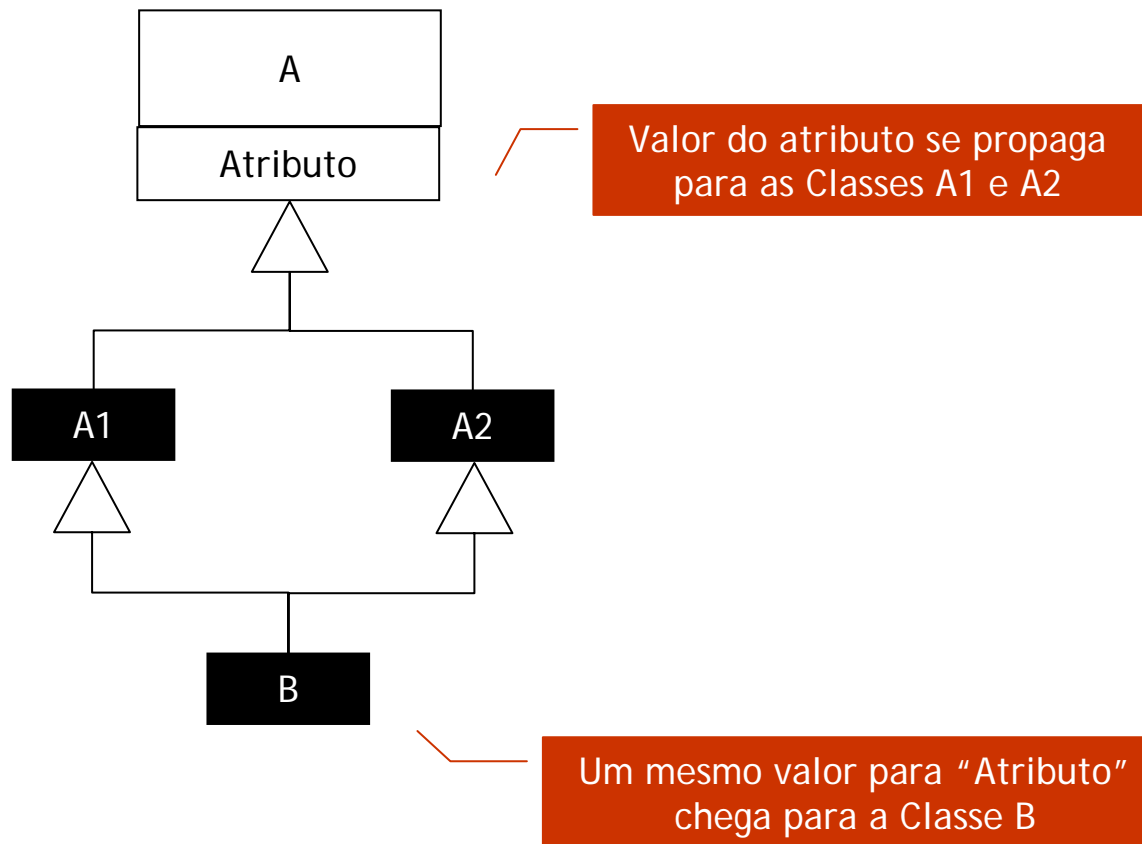 A
Atributo
Valor do atributo se propaga
para as Classes A1 e A2
A1
A2
B
Um mesmo valor para “Atributo”
chega para a Classe B